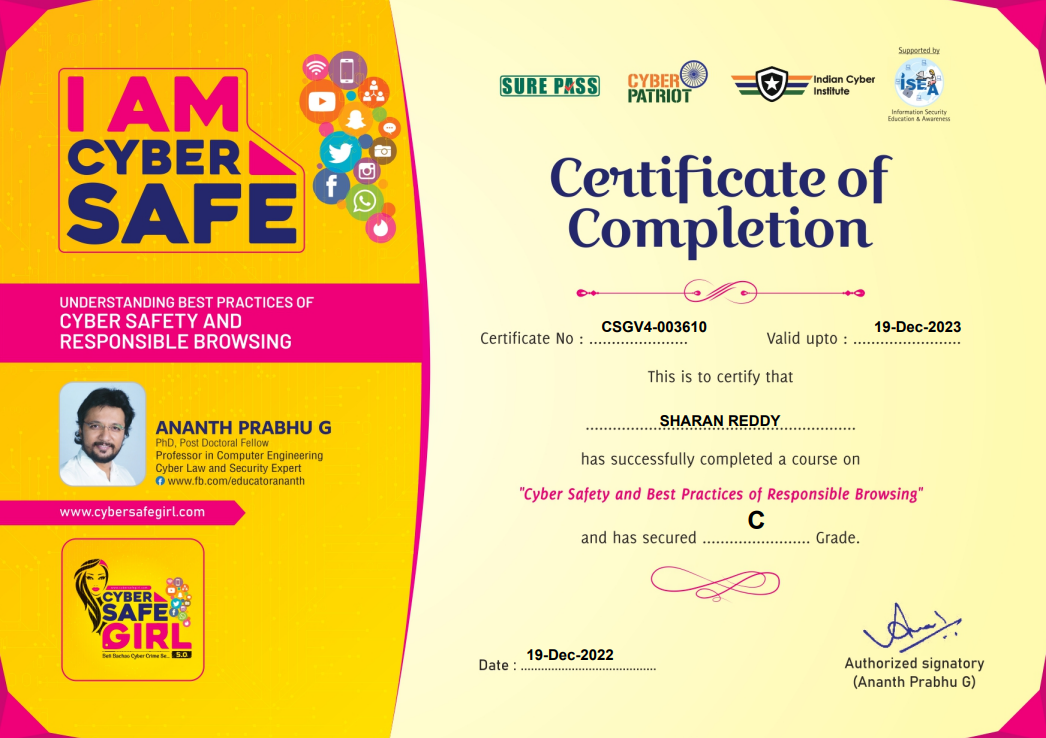 I AM
CYBER
SAFE
UNDERSTANDING BEST PRACTICES OF
CYBER SAFETY AND
RESPONSIBLE BROWSING
ANANTH PRABHU G
PhD, Post Doctoral Fellow
Professor in Computer Engineering
Cyber Law and Security Expert
www.fb.com/educatorananth
www.cybersafegirl.com
CYBER
SAFE
GIRL
Beti Bachao Cyber Crime Se... 5.0
SURE PASS
CYBER
PATRIOT
Indian Cyber
Institute
Supported by
ISEA
Information Security
Education & Awareness
Certificate of
Completion
Certificate No : CSGV4-003610
Valid upto : 19-Dec-2023
This is to certify that
SHARAN REDDY
has successfully completed a course on
"Cyber Safety and Best Practices of Responsible Browsing"
and has secured C Grade.
Date : 19-Dec-2022
Authorized signatory
(Ananth Prabhu G)